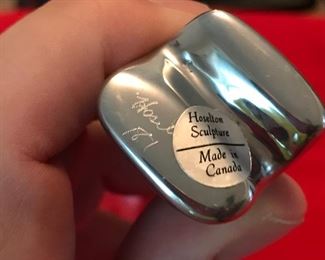 Hoselton
Sculpture
Made in
Canada